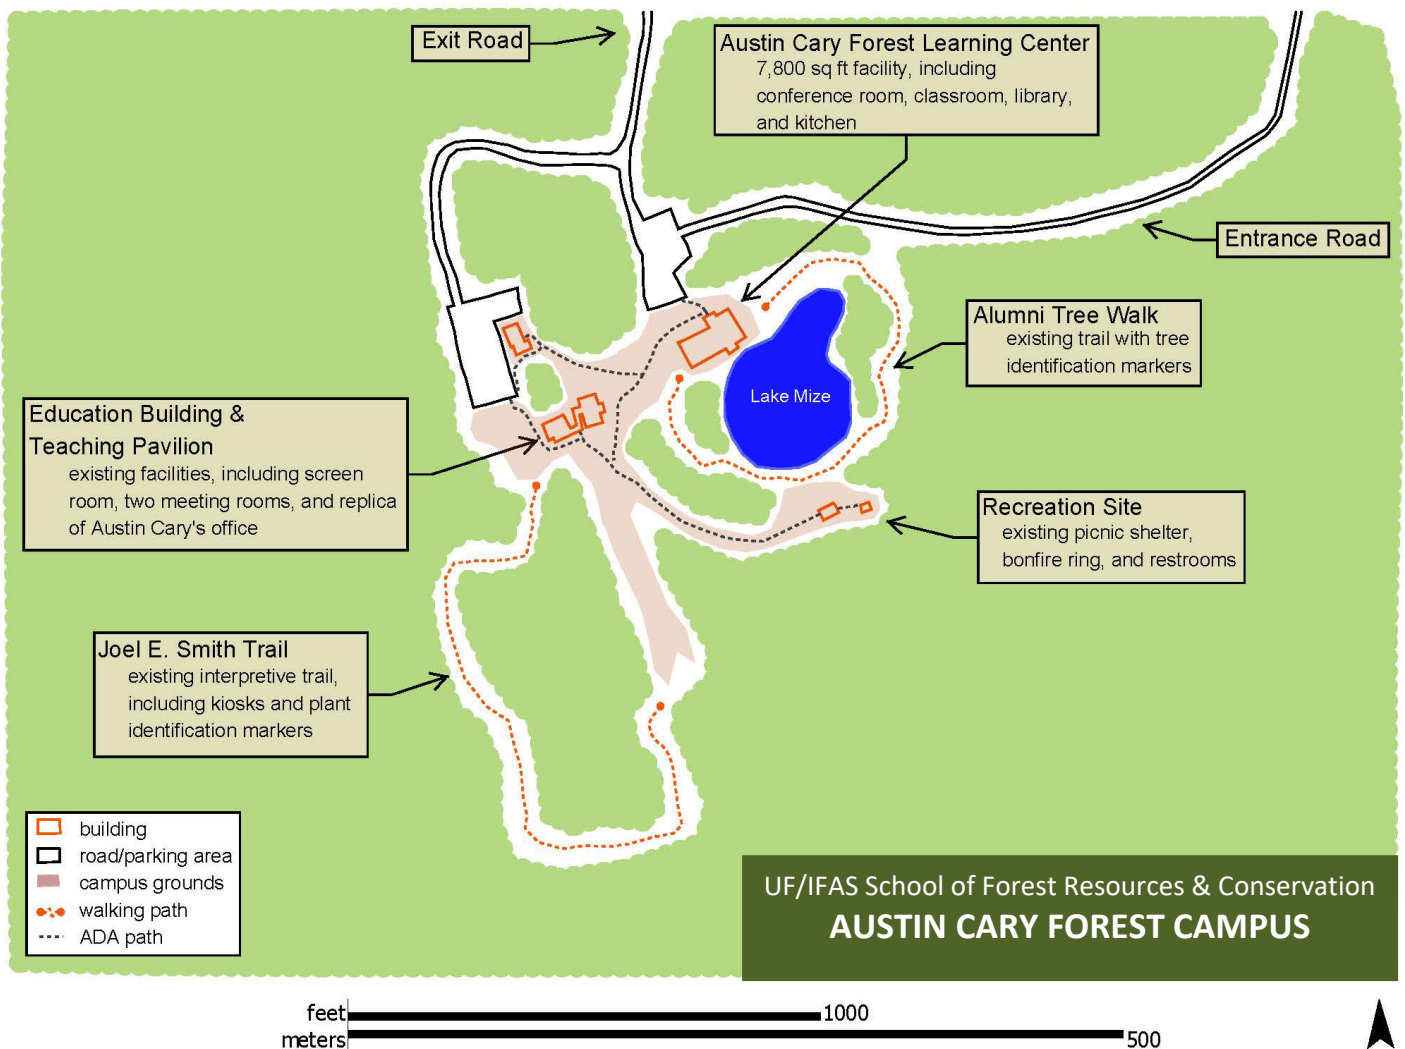 Exit Road
Austin Cary Forest Learning Center
7,800 sq ft facility, including
conference room, classroom, library,
and kitchen
Entrance Road
Alumni Tree Walk
existing trail with tree
identification markers
Lake Mize
Education Building &
Teaching Pavilion
existing facilities, including screen
room, two meeting rooms, and replica
of Austin Cary's office
Recreation Site
existing picnic shelter,
bonfire ring, and restrooms
Joel E. Smith Trail
existing interpretive trail,
including kiosks and plant
identification markers
building
road/parking area
campus grounds
walking path
ADA path
UF/IFAS School of Forest Resources & Conservation
AUSTIN CARY FOREST CAMPUS
feet 1000
meters 500